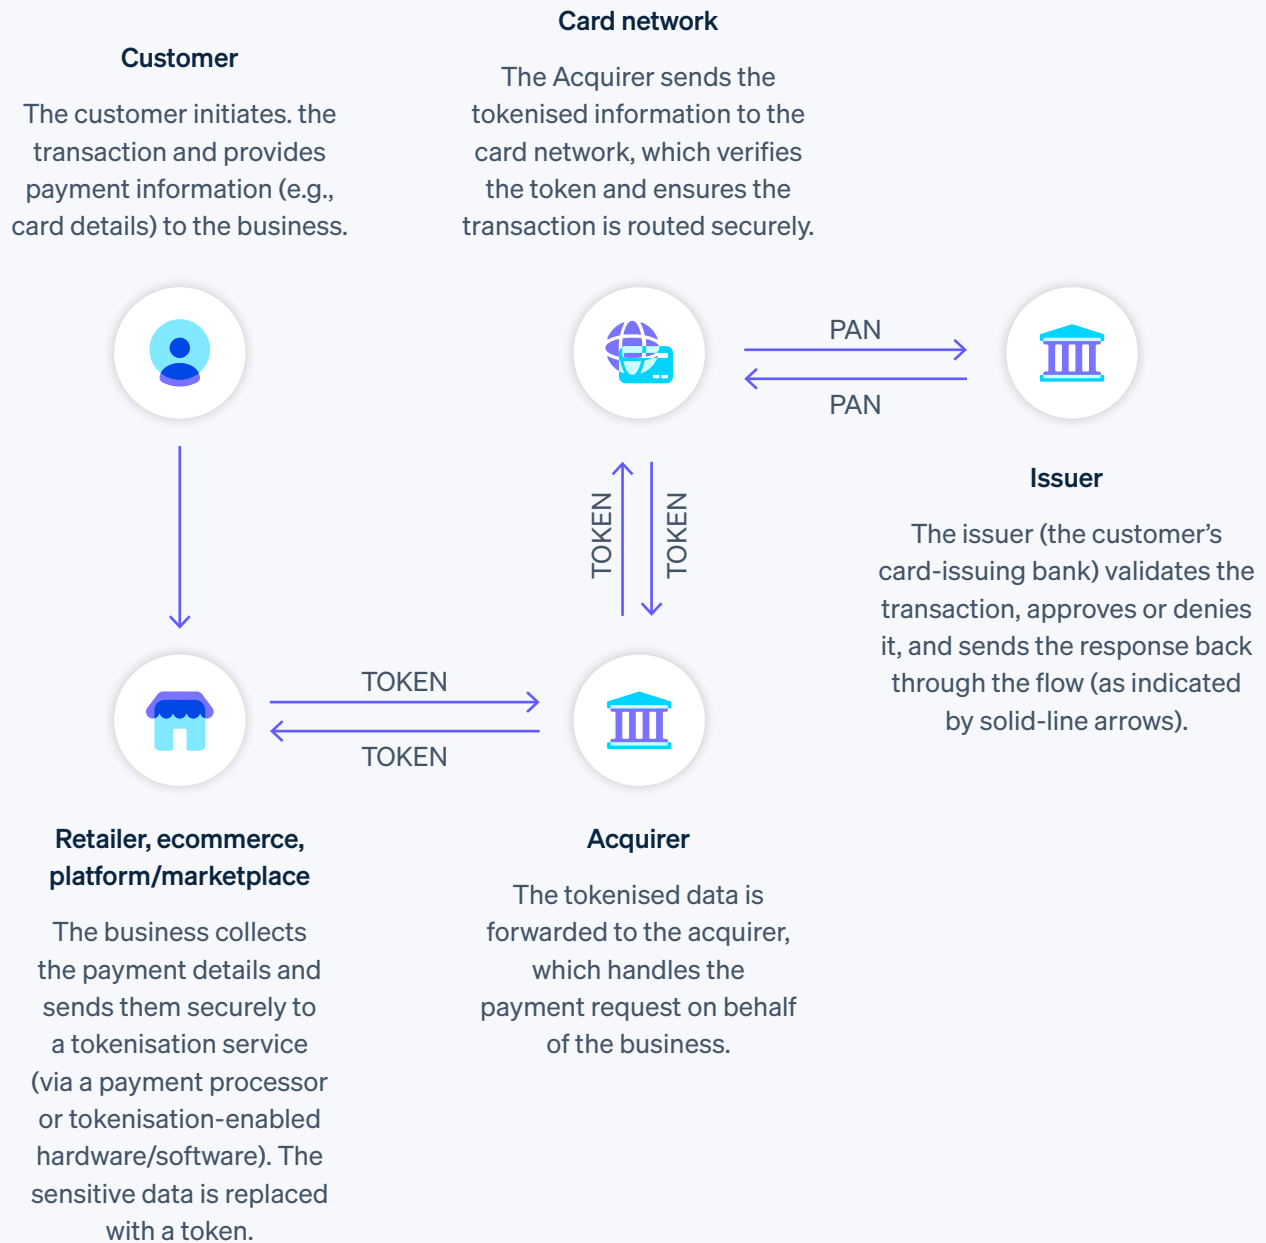 Customer
The customer initiates. the
transaction and provides
payment information (e.g.,
card details) to the business.
Card network
The Acquirer sends the
tokenised information to the
card network, which verifies
the token and ensures the
transaction is routed securely.
PAN
PAN
Issuer
The issuer (the customer’s
card-issuing bank) validates the
transaction, approves or denies
it, and sends the response back
through the flow (as indicated
by solid-line arrows).
TOKEN
TOKEN
TOKEN
TOKEN
Retailer, ecommerce,
platform/marketplace
The business collects
the payment details and
sends them securely to
a tokenisation service
(via a payment processor
or tokenisation-enabled
hardware/software). The
sensitive data is replaced
with a token.
Acquirer
The tokenised data is
forwarded to the acquirer,
which handles the
payment request on behalf
of the business.